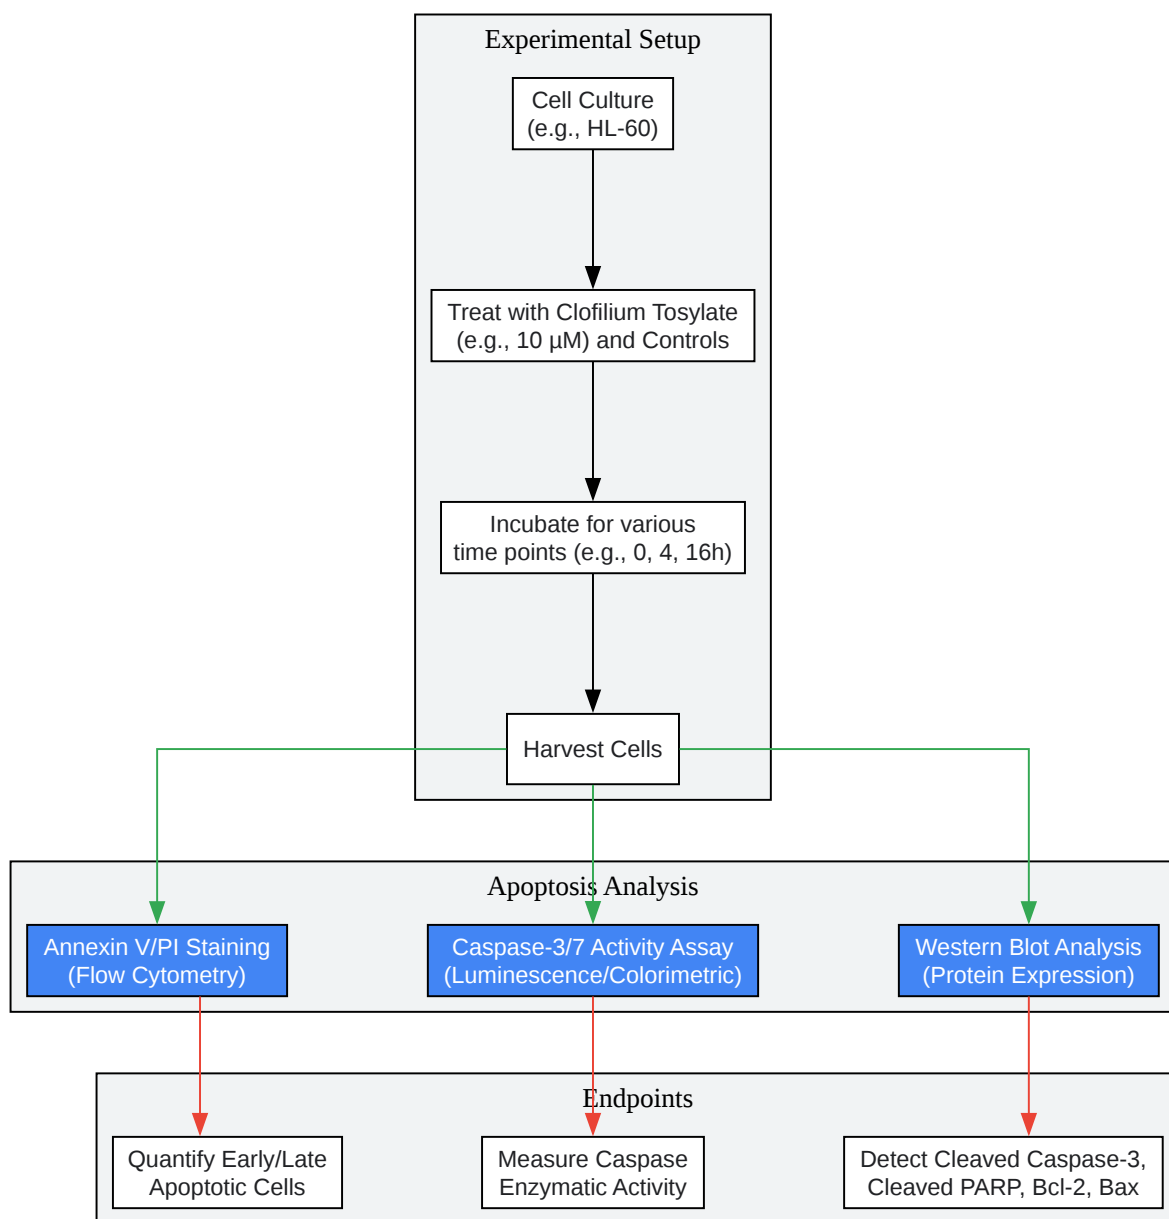 Experimental Setup
Cell Culture
(e.g., HL-60)
Treat with Clofilium Tosylate
(e.g., 10 µM) and Controls
Incubate for various
time points (e.g., 0, 4, 16h)
Harvest Cells
Apoptosis Analysis
Annexin V/PI Staining
(Flow Cytometry)
Caspase-3/7 Activity Assay
(Luminescence/Colorimetric)
Western Blot Analysis
(Protein Expression)
Endpoints
Quantify Early/Late
Apoptotic Cells
Measure Caspase
Enzymatic Activity
Detect Cleaved Caspase-3,
Cleaved PARP, Bcl-2, Bax